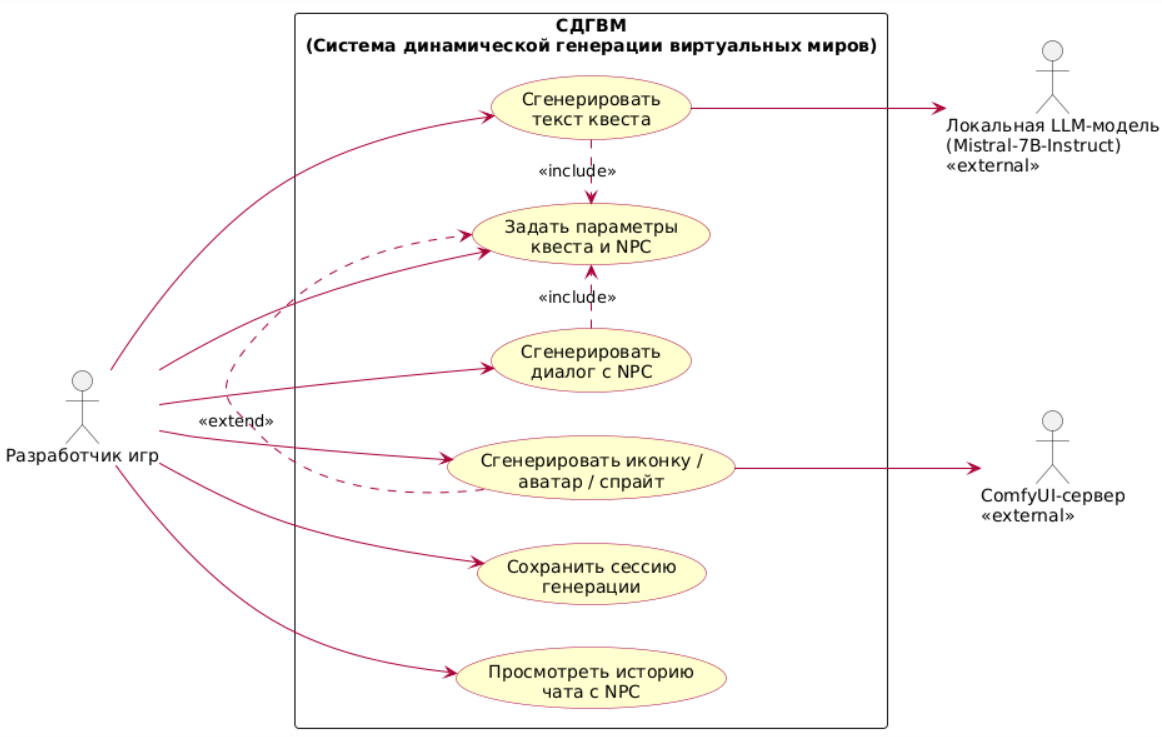 СДГВМ
(Система динамической генерации виртуальных миров)
Сгенерировать
текст квеста
Локальная LLM-модель
(Mistral-7B-Instruct)
«external»
«include»
Задать параметры
квеста и NPC
«include»
Сгенерировать
диалог с NPC
«extend»
Разработчик игр
Сгенерировать иконку /
аватар / спрайт
ComfyUI-сервер
«external»
Сохранить сессию
генерации
Просмотреть историю
чата с NPC